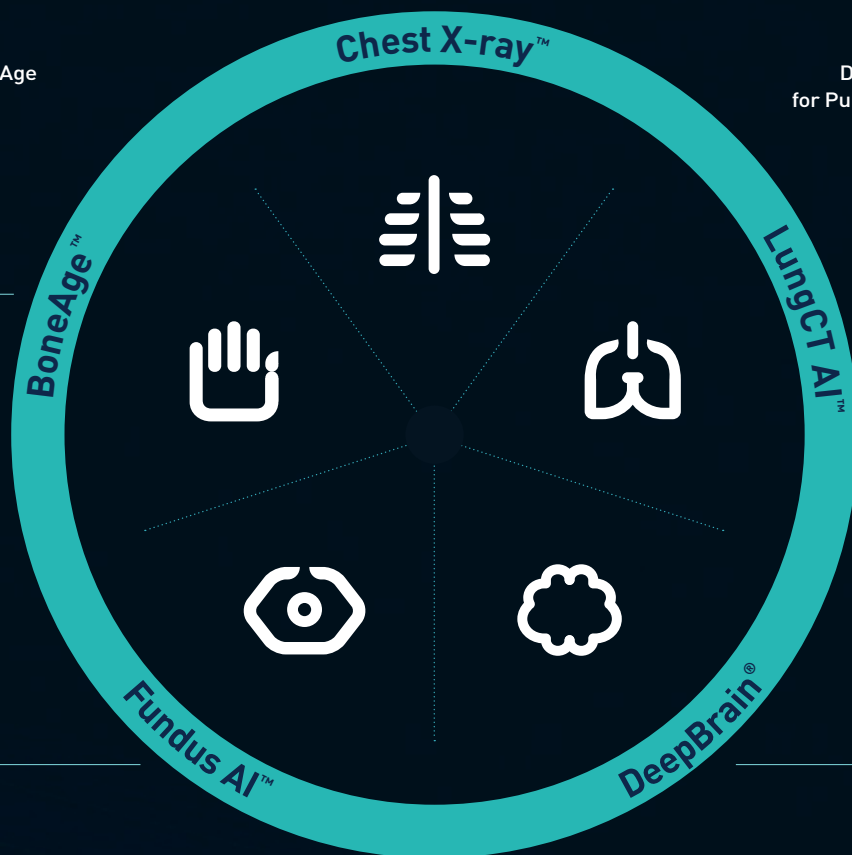 Chest X-ray™
Age
D
for Pu
LungCT AI™
BoneAge™
DeepBrain®
Fundus AI™